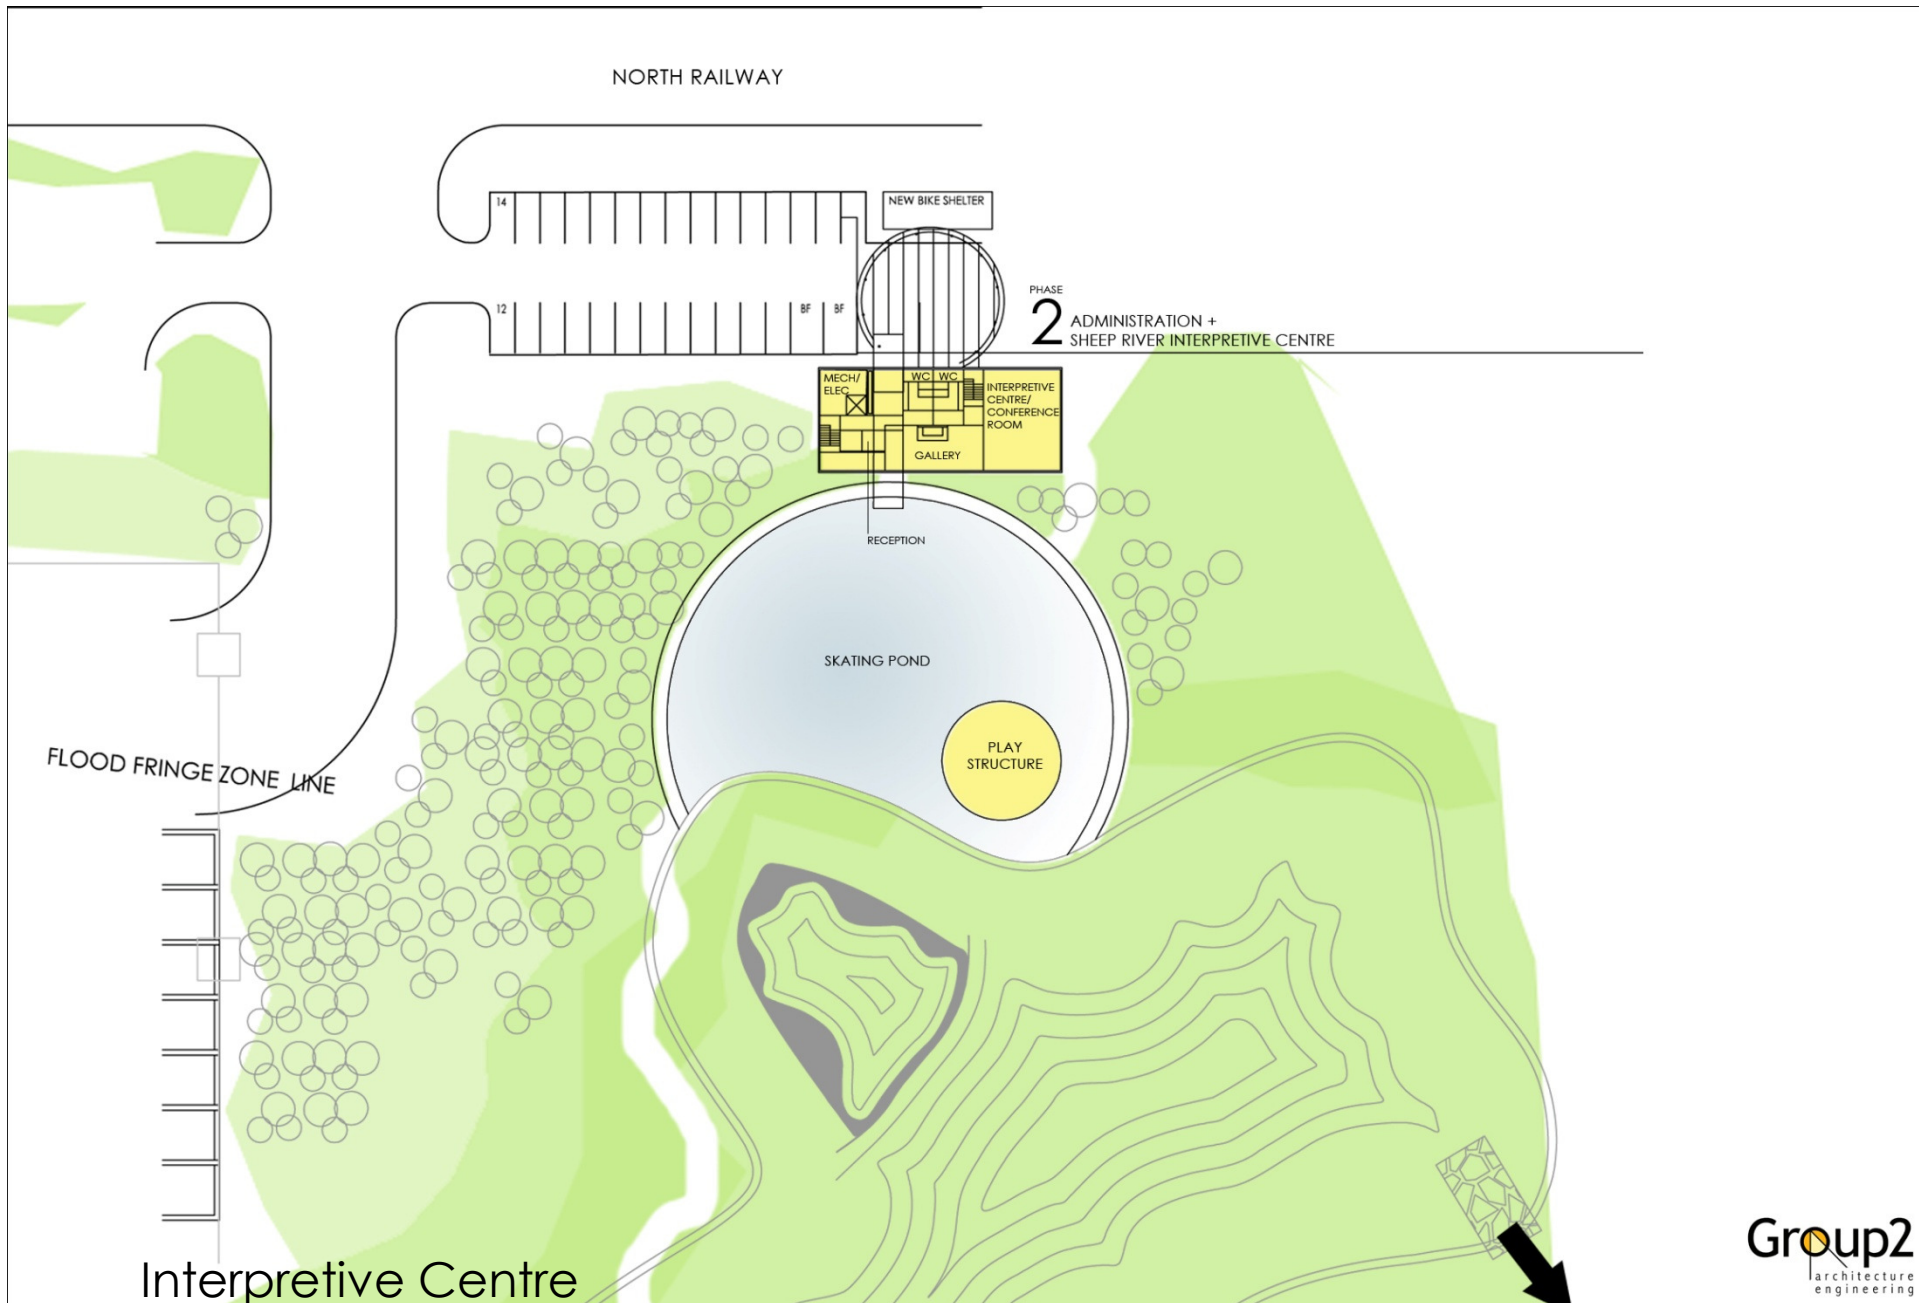 NORTH RAILWAY
14
NEW BIKE SHELTER
PHASE
2
ADMINISTRATION +
SHEEP RIVER INTERPRETIVE CENTRE
12
BF
BF
MECH/
ELEC
WC
WC
INTERPRETIVE
CENTRE/
CONFERENCE
ROOM
GALLERY
RECEPTION
SKATING POND
PLAY
STRUCTURE
FLOOD FRINGE ZONE LINE
Interpretive Centre
Group2
architecture
engineering